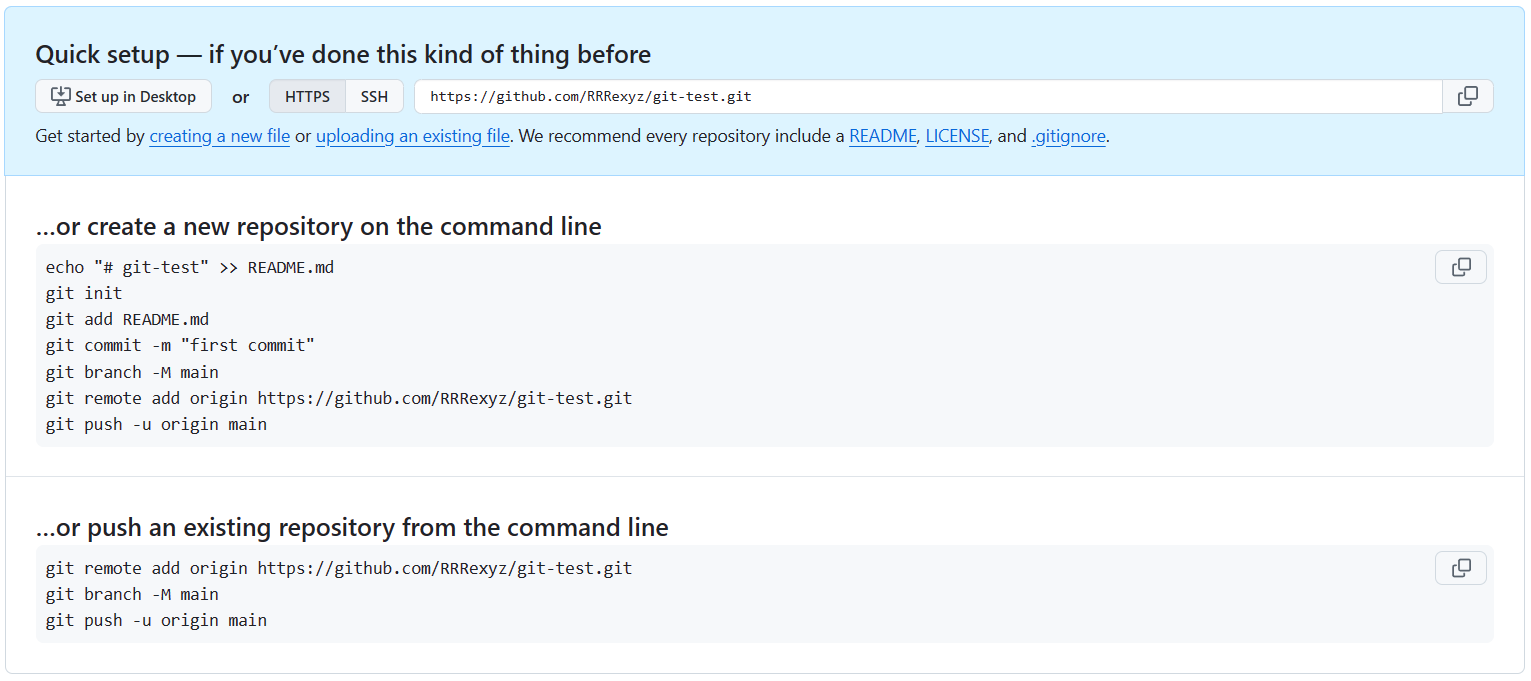 Quick setup — if you’ve done this kind of thing before
Set up in Desktop or HTTPS SSH https://github.com/RRRexyz/git-test.git
Get started by creating a new file or uploading an existing file. We recommend every repository include a README, LICENSE, and .gitignore.
…or create a new repository on the command line
echo "# git-test" >> README.md
git init
git add README.md
git commit -m "first commit"
git branch -M main
git remote add origin https://github.com/RRRexyz/git-test.git
git push -u origin main
…or push an existing repository from the command line
git remote add origin https://github.com/RRRexyz/git-test.git
git branch -M main
git push -u origin main